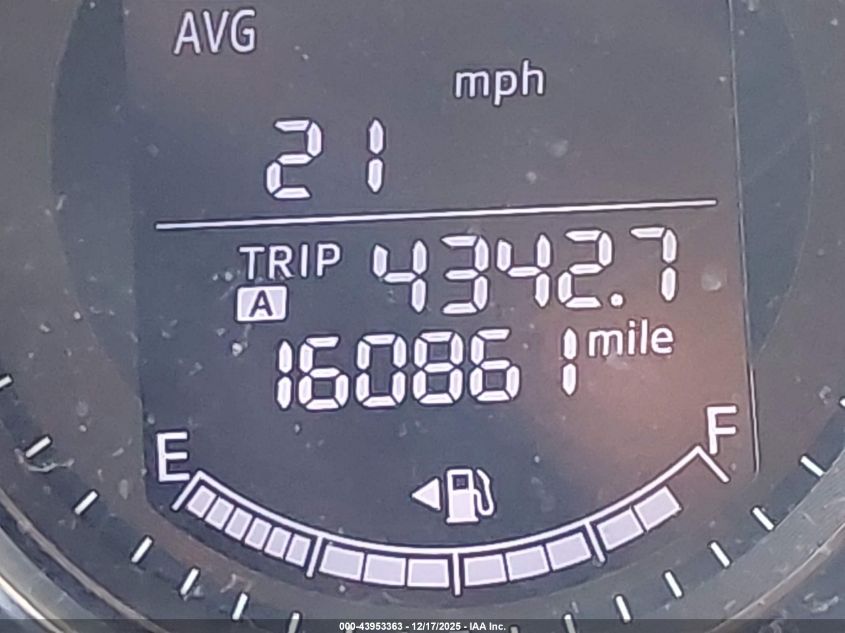 AVG
mph
21
TRIP 4342.7
A
160861 mile
E F
000-43953363 - 12/17/2025 - IAA Inc.